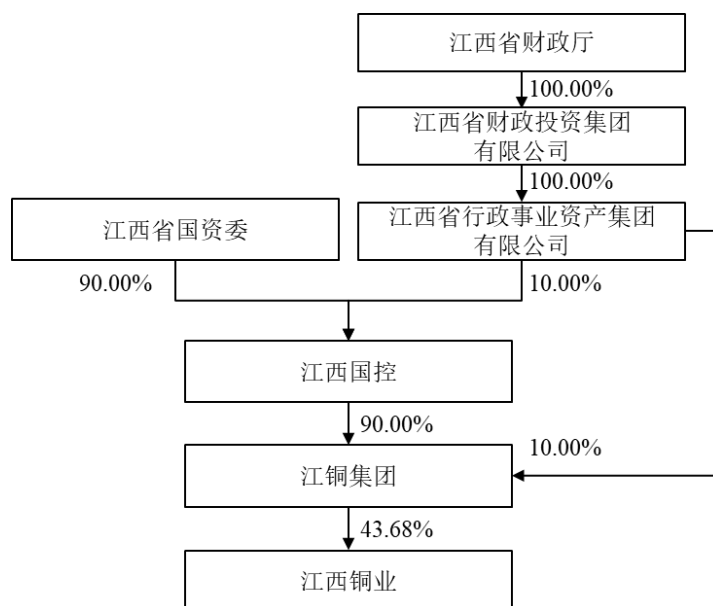 江西省财政厅
100.00%
江西省财政投资集团
有限公司
100.00%
江西省国资委
江西省行政事业资产集团
有限公司
90.00%
10.00%
江西国控
90.00%
10.00%
江铜集团
43.68%
江西铜业